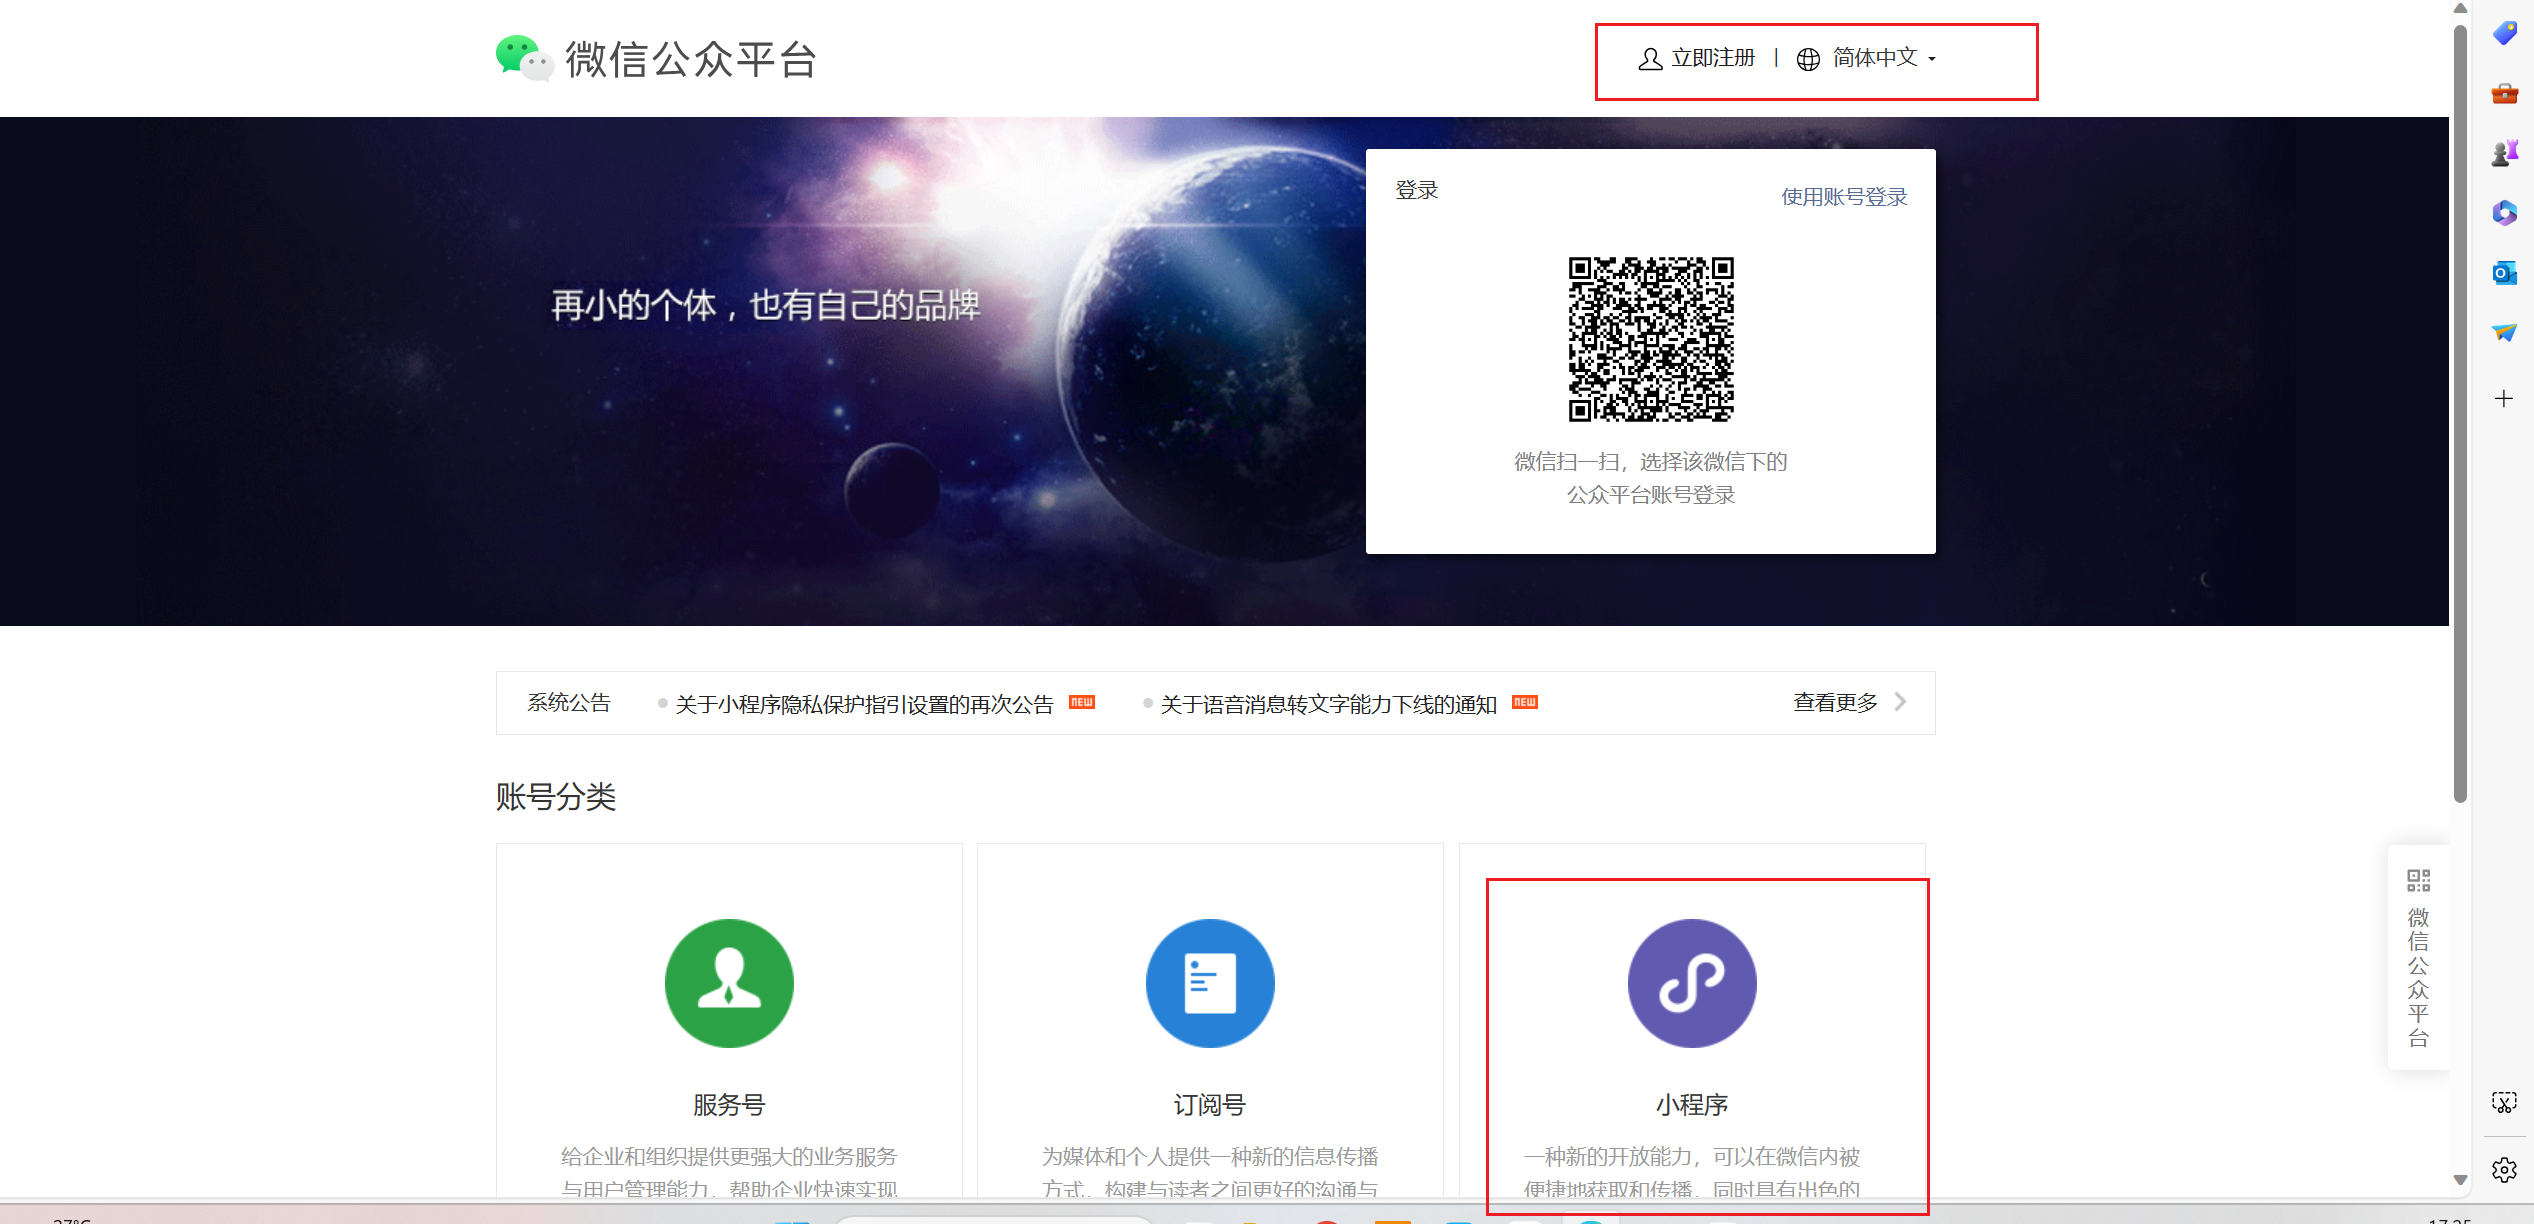 微信公众平台
立即注册 | 简体中文
登录
使用账号登录
再小的个体，也有自己的品牌
微信扫一扫，选择该微信下的
公众平台账号登录
系统公告
关于小程序隐私保护指引设置的再次公告 NEW
关于语音消息转文字能力下线的通知 NEW
查看更多
账号分类
服务号
给企业和组织提供更强大的业务服务
与用户管理能力，帮助企业快速实现
订阅号
为媒体和个人提供一种新的信息传播
方式，构建与读者之间更好的沟通与
小程序
一种新的开放能力，可以在微信内被
便捷地获取和传播，同时具有出色的
微信公众平台